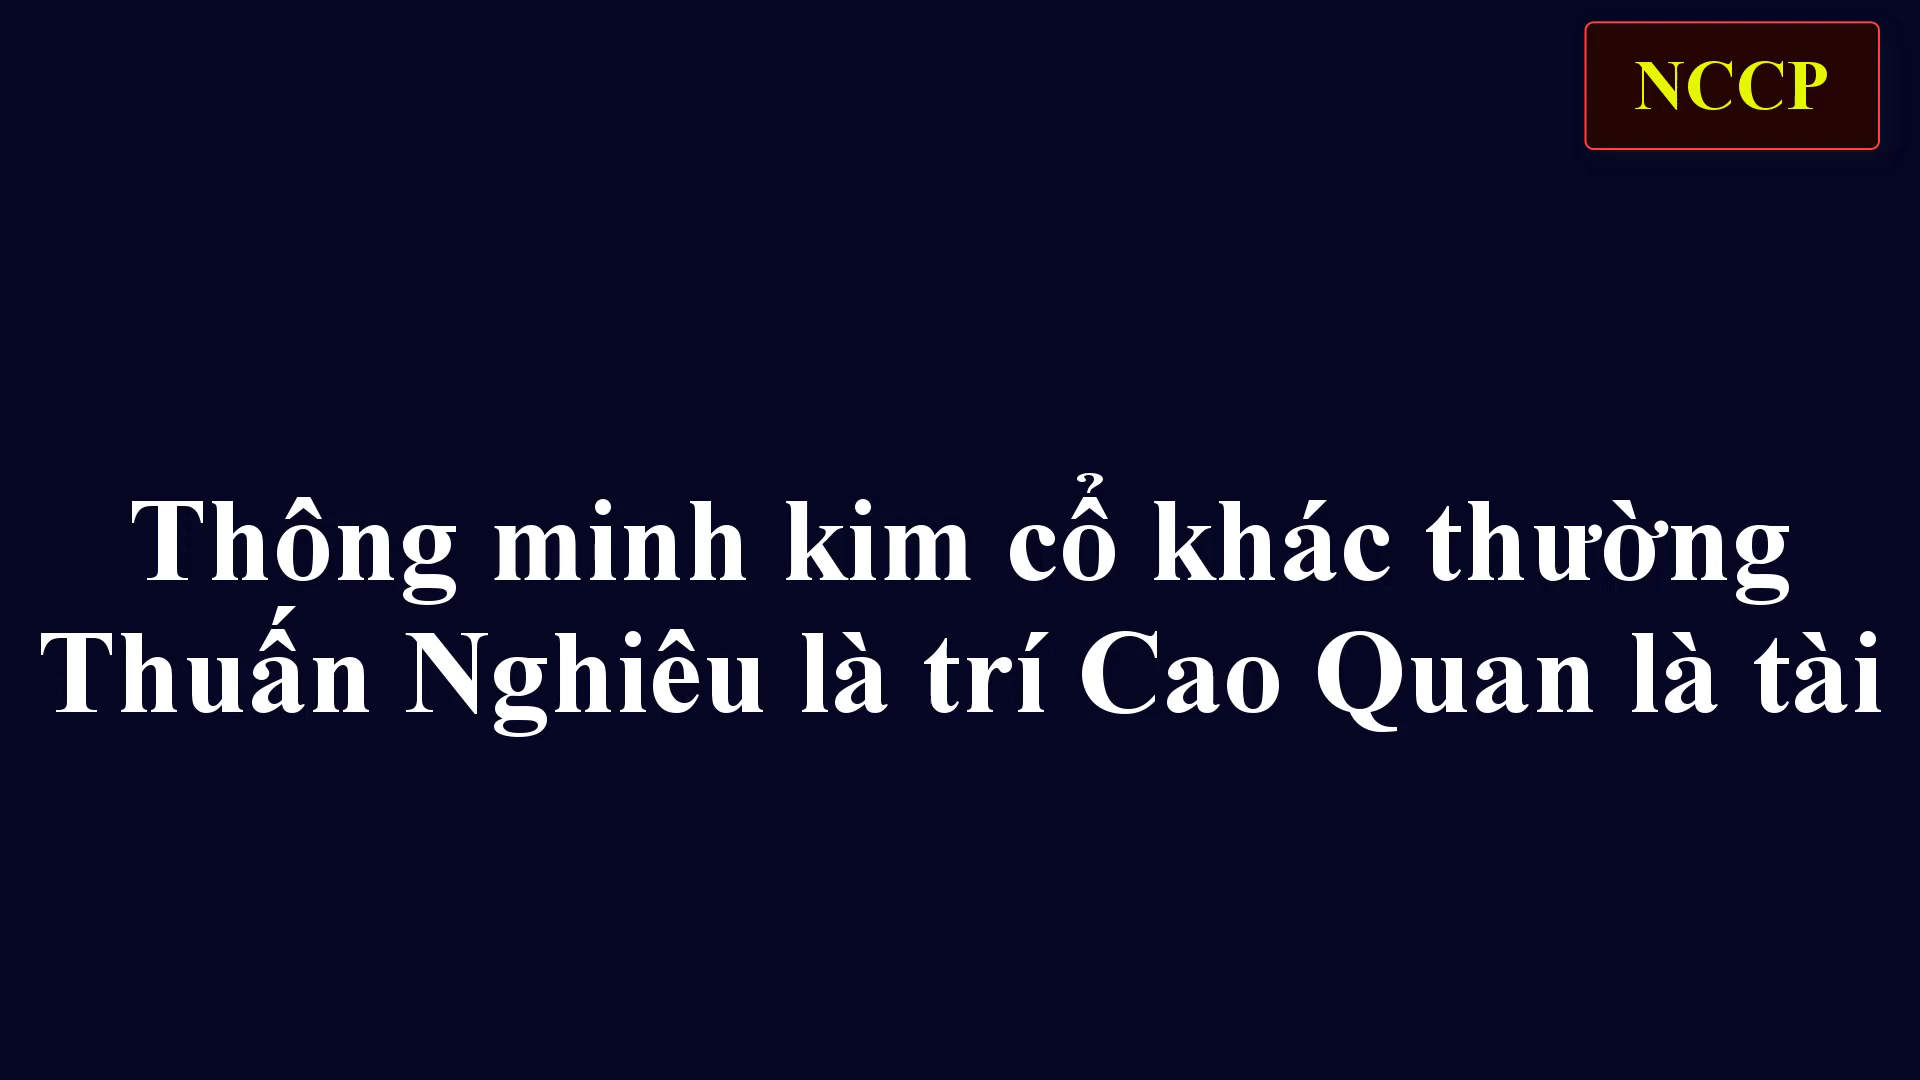 NCCP
Thông minh kim cổ khác thường
Thuấn Nghiêu là trí Cao Quan là tài